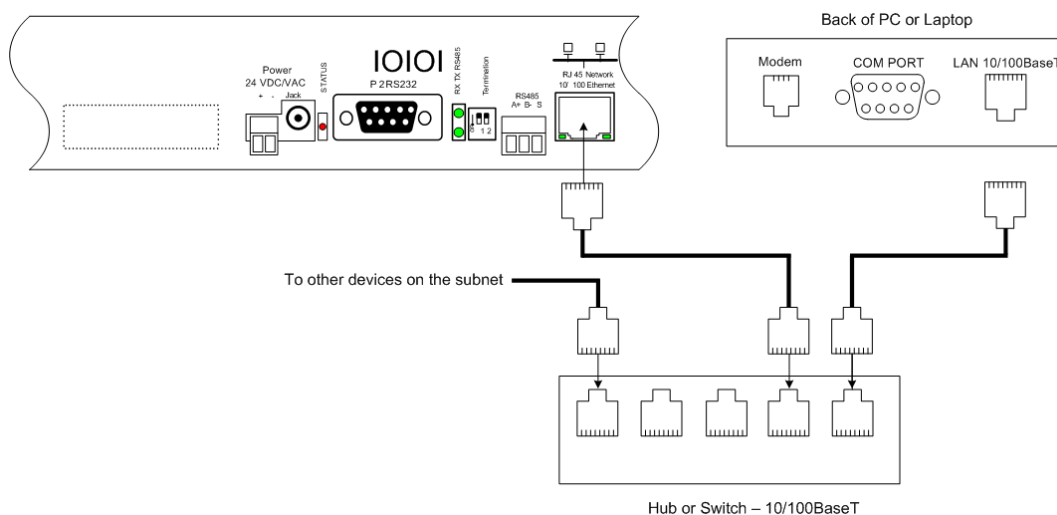 Back of PC or Laptop
IOIOI
Power
24 VDC/VAC
+ - Jack
STATUS
P 2 RS232
RX TX RS485
Termination
on
1 2
RS485
A+ B- S
RJ 45 Network
10/ 100 Ethernet
Modem
COM PORT
LAN 10/100BaseT
To other devices on the subnet
Hub or Switch – 10/100BaseT